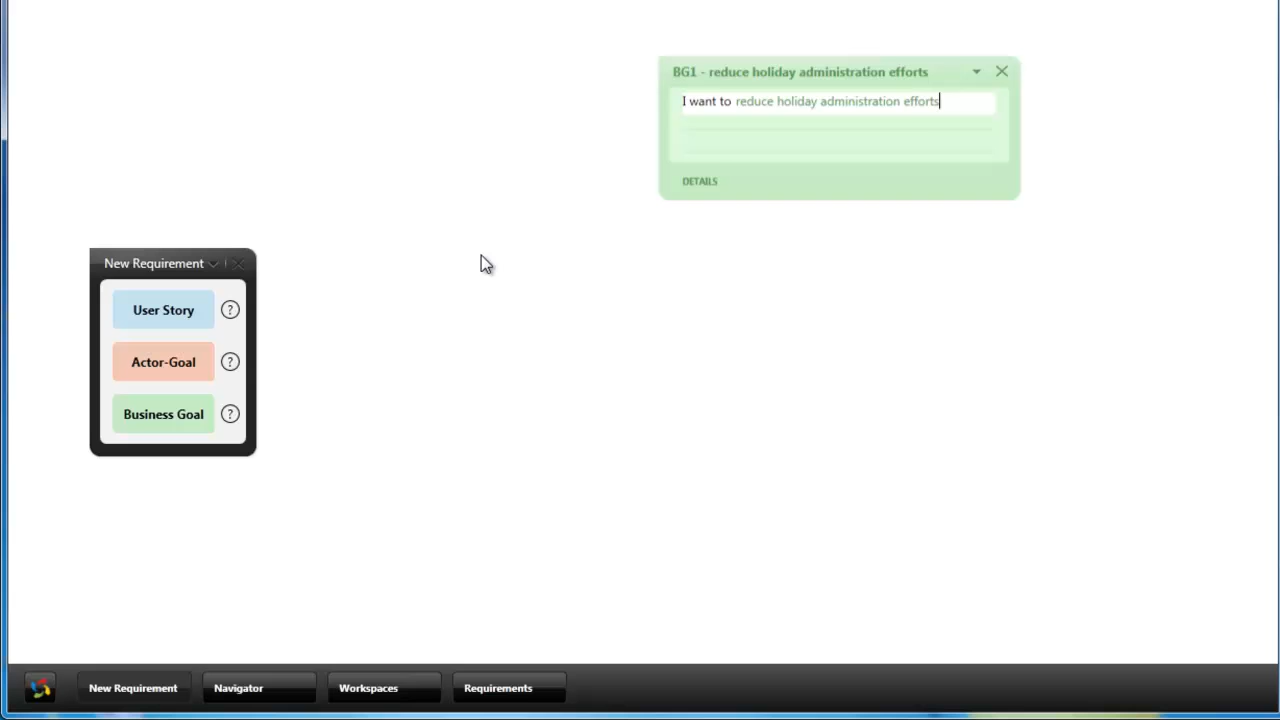 BG1 - reduce holiday administration efforts
I want to reduce holiday administration efforts
DETAILS
New Requirement
User Story ?
Actor-Goal ?
Business Goal ?
New Requirement Navigator Workspaces Requirements